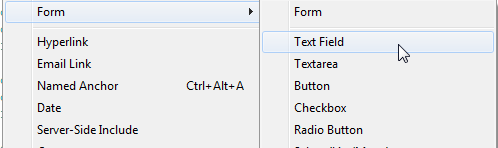 Form
Hyperlink
Email Link
Named Anchor Ctrl+Alt+A
Date
Server-Side Include
Form
Text Field
Textarea
Button
Checkbox
Radio Button